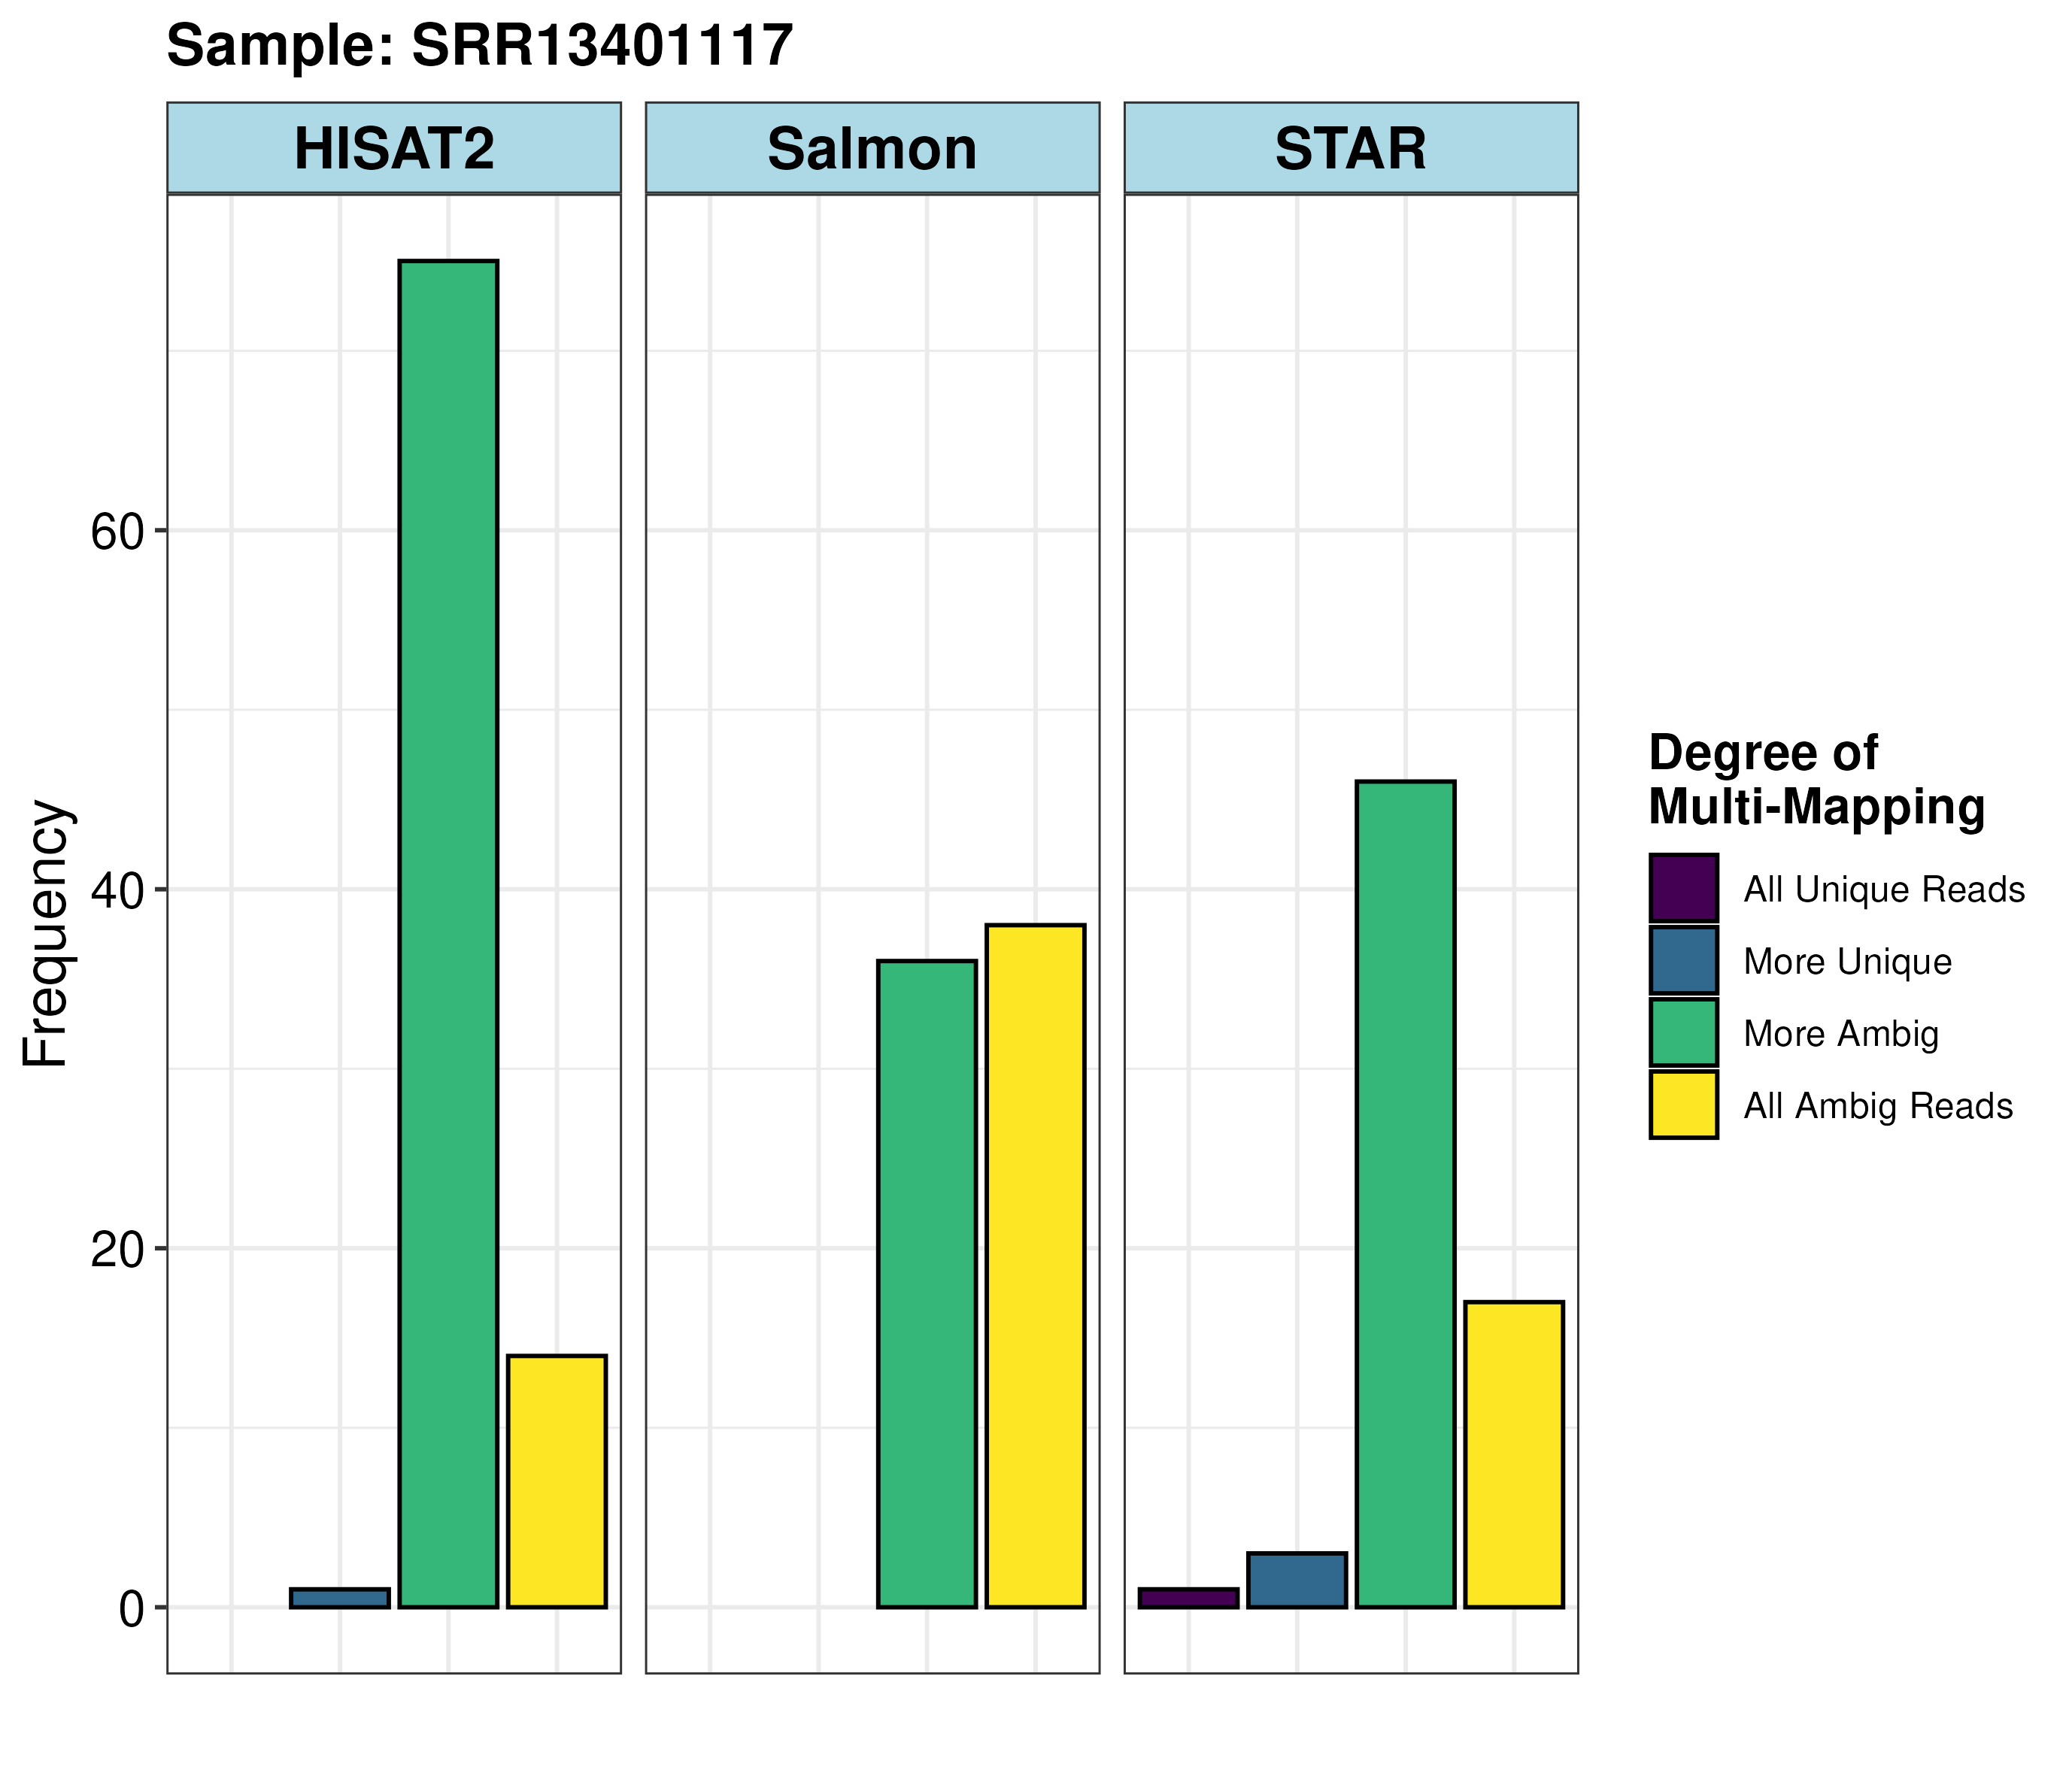 Sample: SRR13401117
HISAT2
Salmon
STAR
60
40
20
0
Frequency
Degree of
Multi-Mapping
All Unique Reads
More Unique
More Ambig
All Ambig Reads